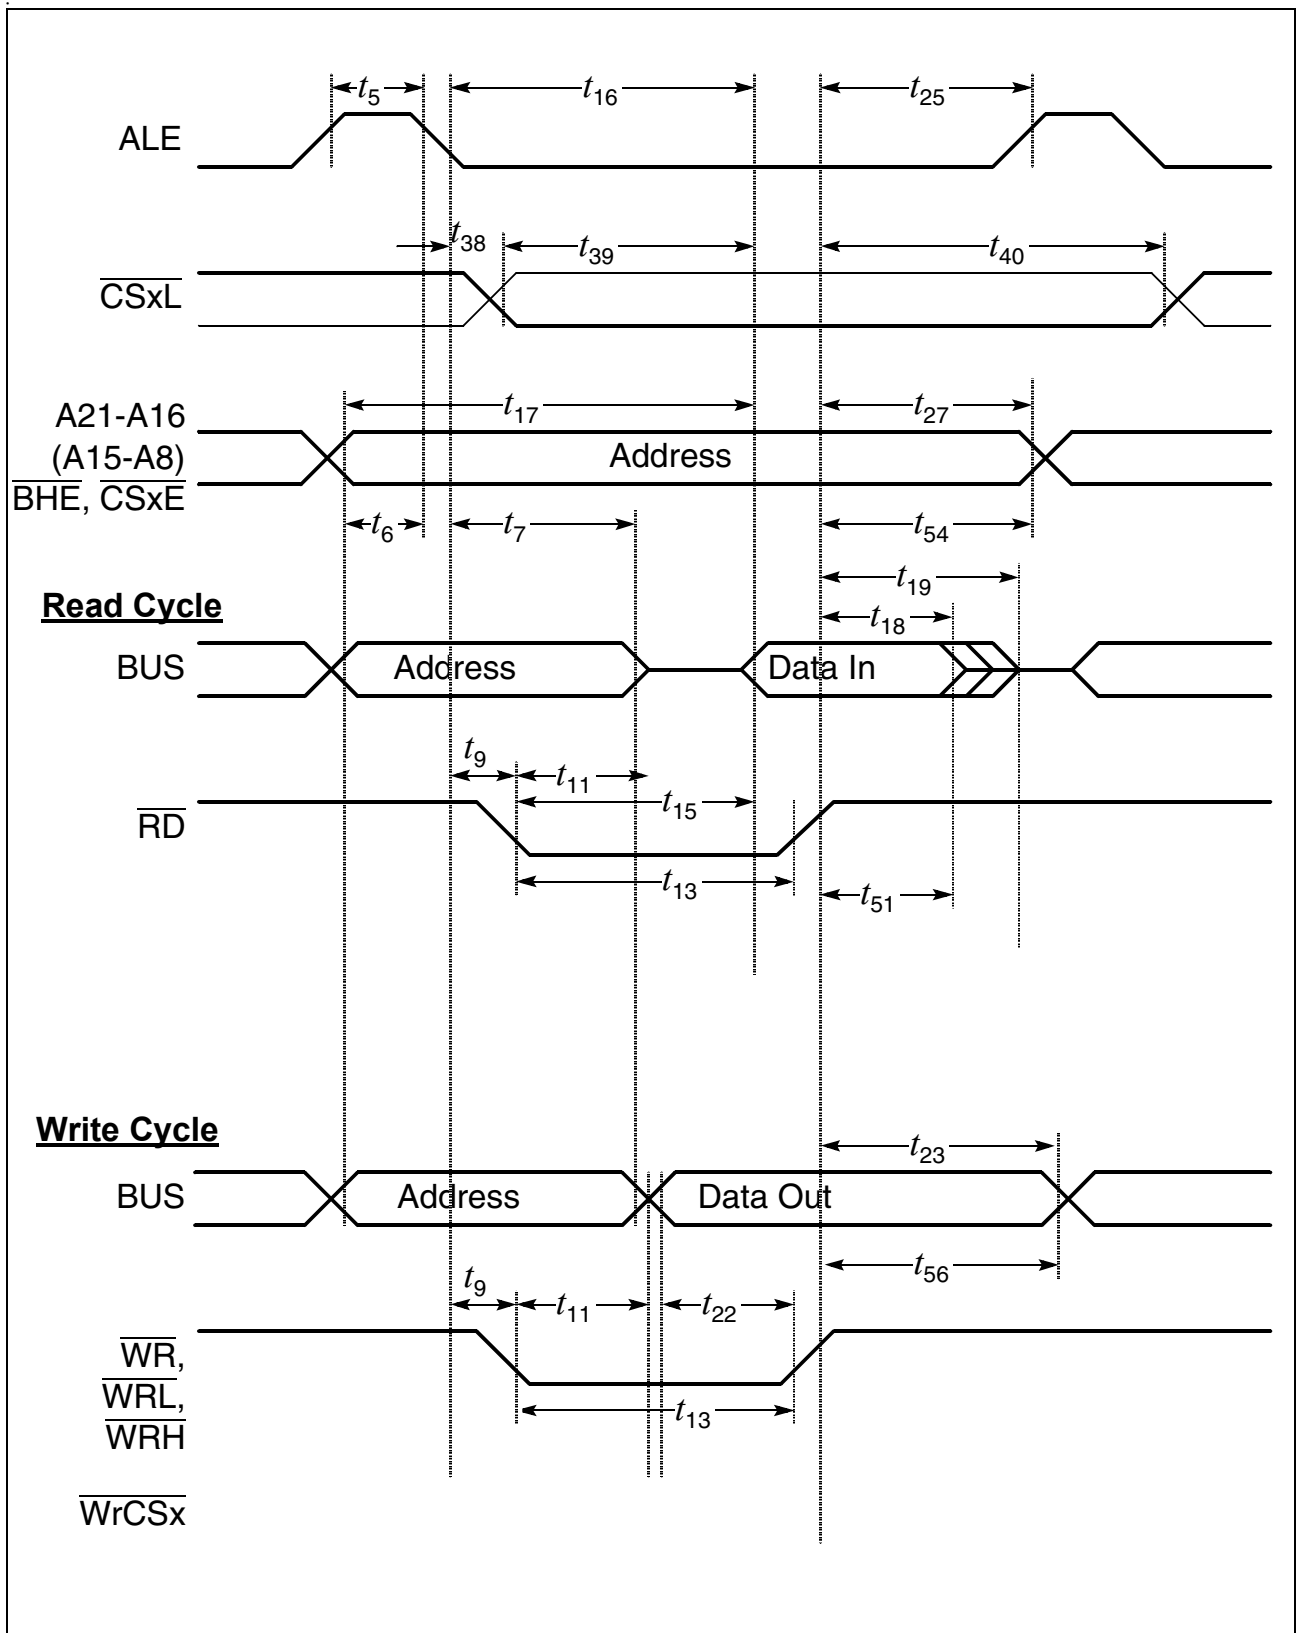 t5
t16
t25
ALE
t38
t39
t40
CSxL
A21-A16
t17
t27
(A15-A8)
Address
BHE, CSxE
t6
t7
t54
t19
Read Cycle
t18
BUS
Address
Data In
t9
t11
t15
RD
t13
t51
Write Cycle
t23
BUS
Address
Data Out
t56
t9
t11
t22
WR,
WRL,
t13
WRH
WrCSx